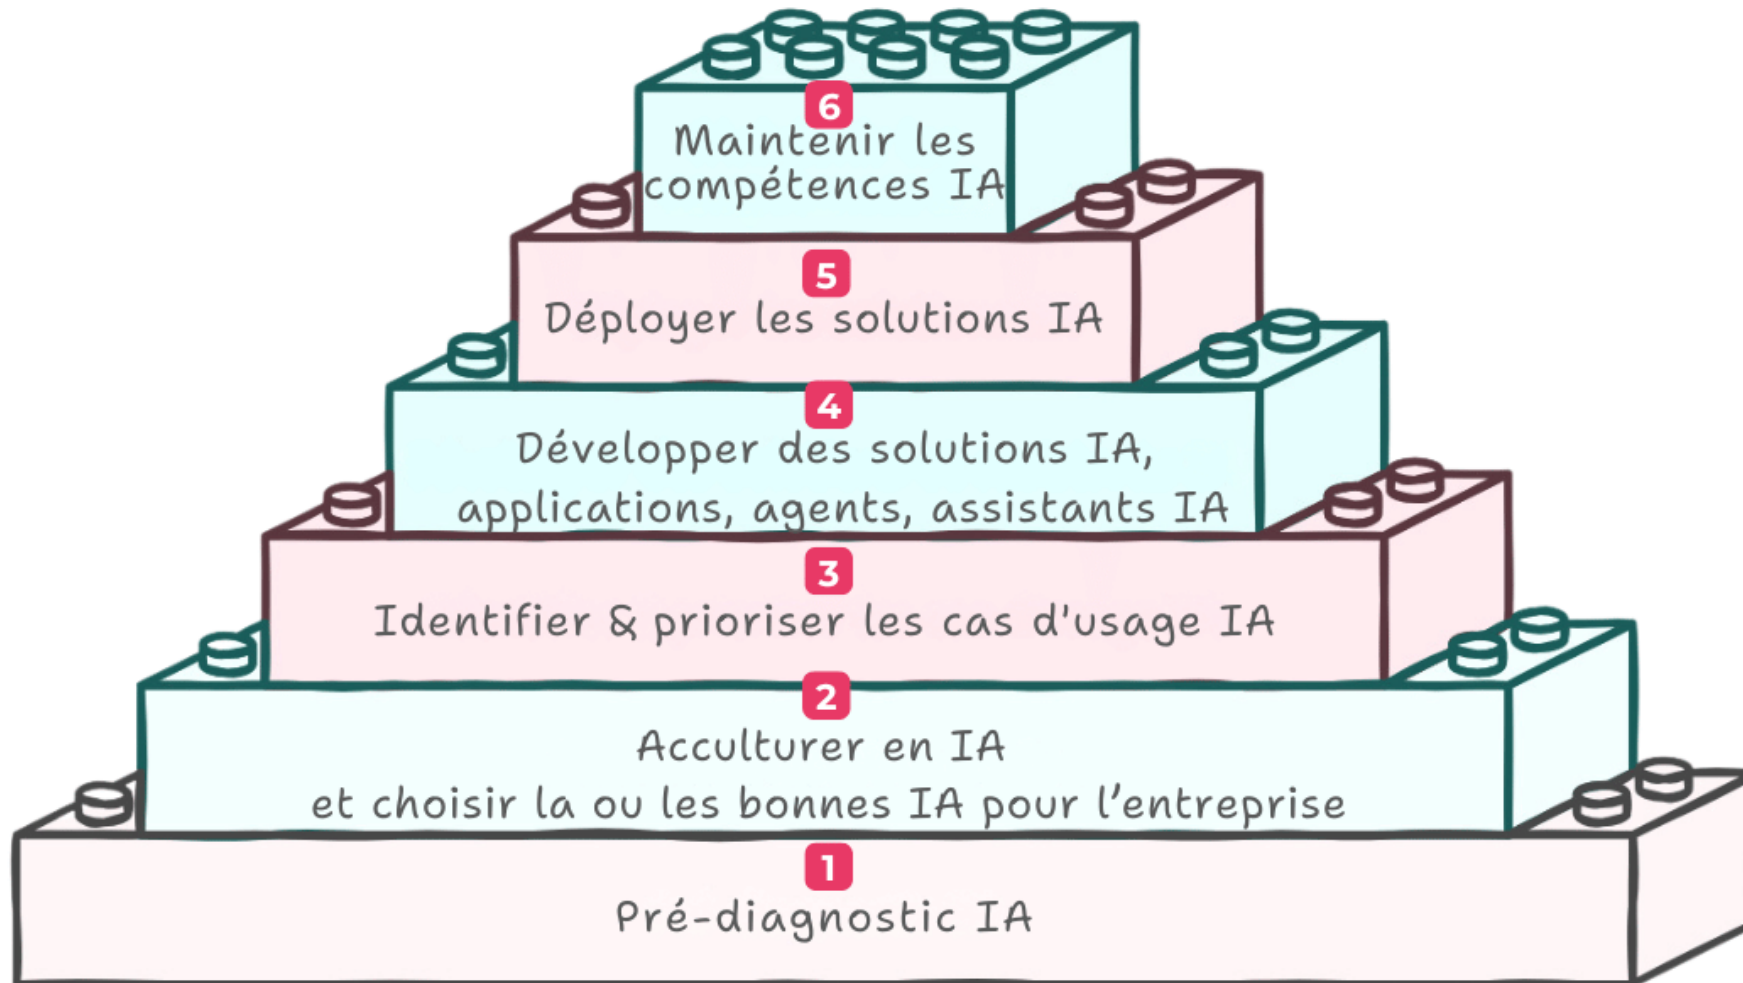 6
Maintenir les
compétences IA
5
Déployer les solutions IA
4
Développer des solutions IA,
applications, agents, assistants IA
3
Identifier & prioriser les cas d'usage IA
2
Acculturer en IA
et choisir la ou les bonnes IA pour l’entreprise
1
Pré-diagnostic IA